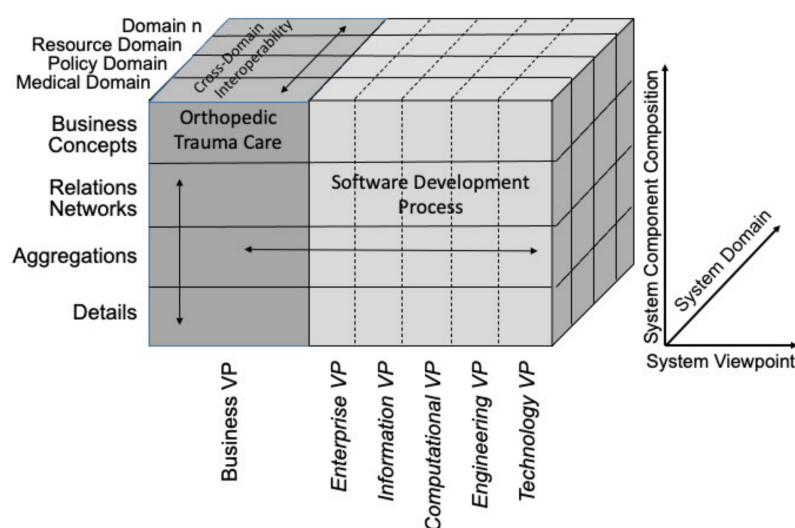 Domain n
Resource Domain
Policy Domain
Medical Domain
Cross-Domain
Interoperability
Business
Concepts
Orthopedic
Trauma Care
Relations
Networks
Software Development
Process
Aggregations
Details
Business VP
Enterprise VP
Information VP
Computational VP
Engineering VP
Technology VP
System Component Composition
System Domain
System Viewpoint